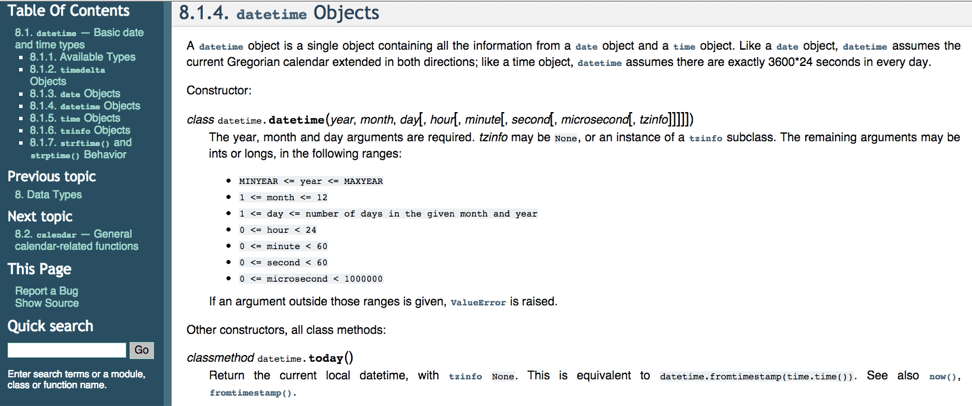 Table Of Contents
8.1. datetime — Basic date
and time types
8.1.1. Available Types
8.1.2. timedelta
Objects
8.1.3. date Objects
8.1.4. datetime Objects
8.1.5. time Objects
8.1.6. tzinfo Objects
8.1.7. strftime() and
strptime() Behavior
Previous topic
8. Data Types
Next topic
8.2. calendar — General
calendar-related functions
This Page
Report a Bug
Show Source
Quick search
Go
Enter search terms or a module,
class or function name.
8.1.4. datetime Objects
A datetime object is a single object containing all the information from a date object and a time object. Like a date object, datetime assumes the
current Gregorian calendar extended in both directions; like a time object, datetime assumes there are exactly 3600*24 seconds in every day.
Constructor:
class datetime.datetime(year, month, day[, hour[, minute[, second[, microsecond[, tzinfo]]]]])
The year, month and day arguments are required. tzinfo may be None, or an instance of a tzinfo subclass. The remaining arguments may be
ints or longs, in the following ranges:
• MINYEAR <= year <= MAXYEAR
• 1 <= month <= 12
• 1 <= day <= number of days in the given month and year
• 0 <= hour < 24
• 0 <= minute < 60
• 0 <= second < 60
• 0 <= microsecond < 1000000
If an argument outside those ranges is given, ValueError is raised.
Other constructors, all class methods:
classmethod datetime.today()
Return the current local datetime, with tzinfo None. This is equivalent to datetime.fromtimestamp(time.time()). See also now(),
fromtimestamp().